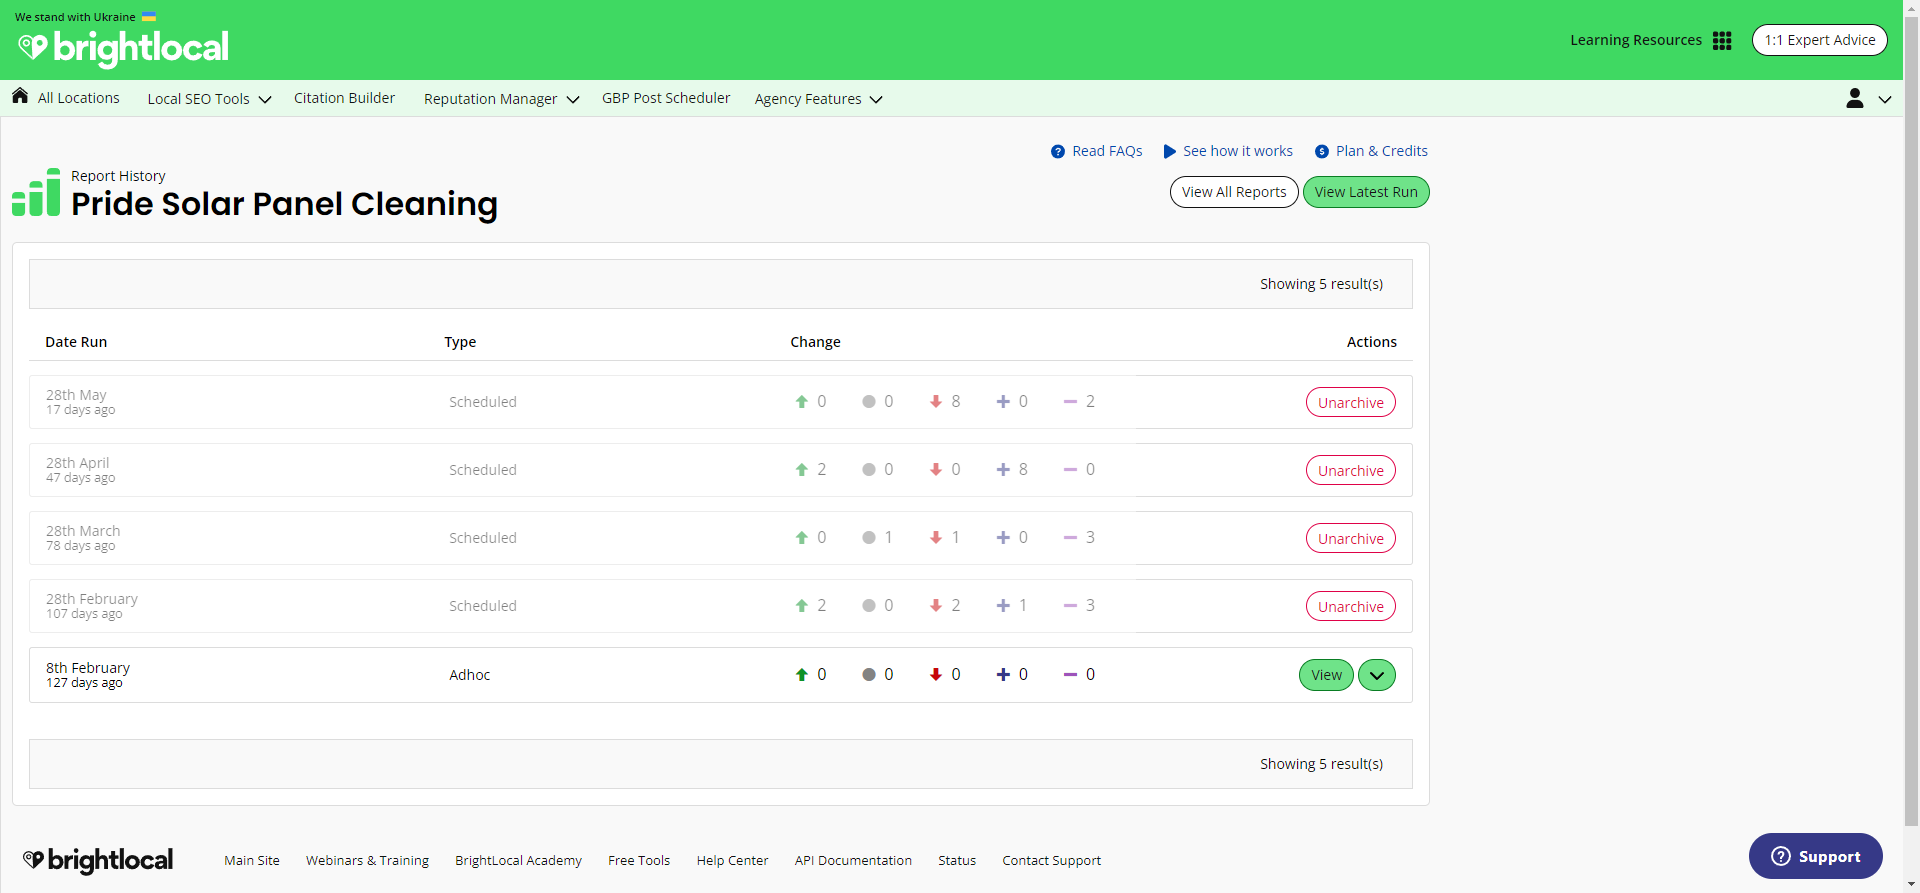 We stand with Ukraine
brightlocal
Learning Resources
1:1 Expert Advice
All Locations
Local SEO Tools
Citation Builder
Reputation Manager
GBP Post Scheduler
Agency Features
Read FAQs
See how it works
Plan & Credits
Report History
Pride Solar Panel Cleaning
View All Reports
View Latest Run
Showing 5 result(s)
Date Run Type Change Actions
28th May
17 days ago
Scheduled 0 0 8 0 2 Unarchive
28th April
47 days ago
Scheduled 2 0 0 8 0 Unarchive
28th March
78 days ago
Scheduled 0 1 1 0 3 Unarchive
28th February
107 days ago
Scheduled 2 0 2 1 3 Unarchive
8th February
127 days ago
Adhoc 0 0 0 0 0 View
Showing 5 result(s)
brightlocal
Main Site
Webinars & Training
BrightLocal Academy
Free Tools
Help Center
API Documentation
Status
Contact Support
Support